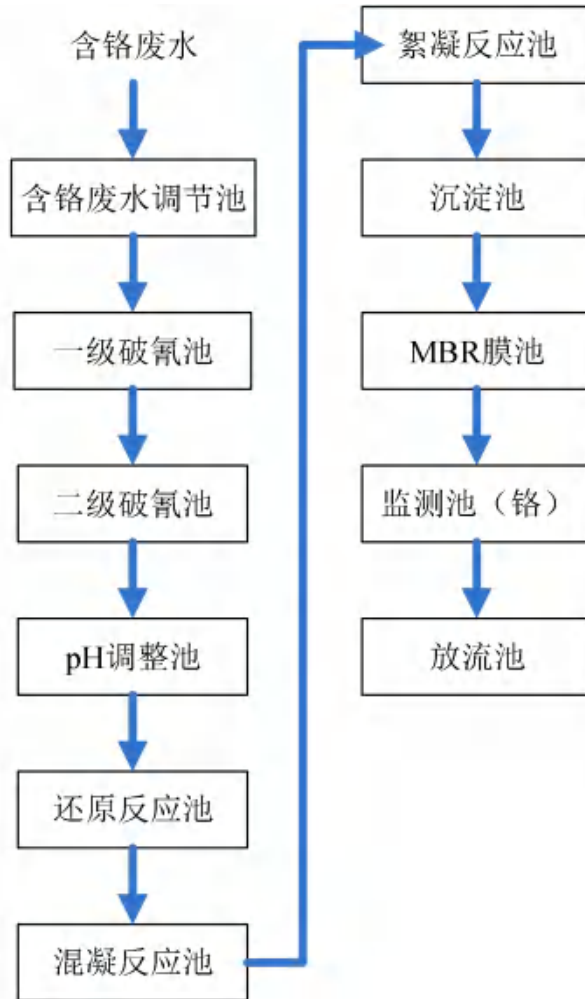 含铬废水
含铬废水调节池
一级破氰池
二级破氰池
pH调整池
还原反应池
混凝反应池
絮凝反应池
沉淀池
MBR膜池
监测池（铬）
放流池